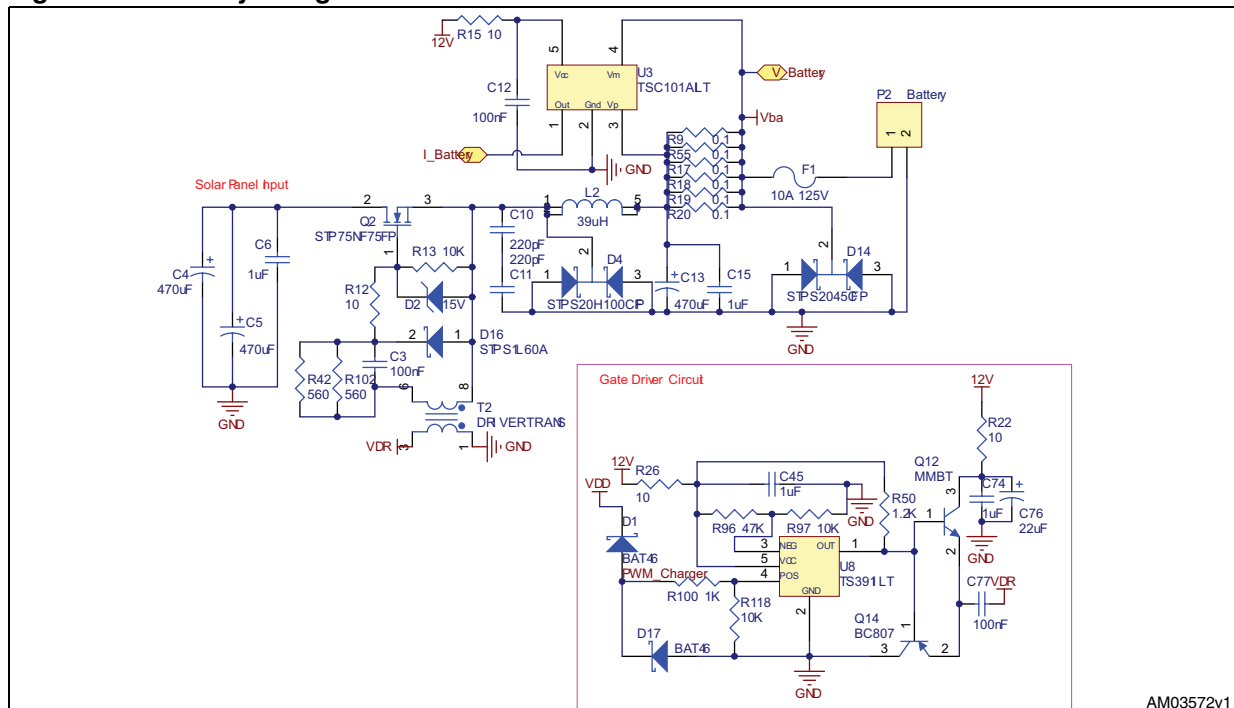 12V
R15 10
5
4
Vcc
Vm
U3
TSC101AILT
Out
Gnd
Vp
1
2
3
C12
100nF
I_Battery
GND
V_Battery
Vba
P2 Battery
1
2
R9 0.1
R55
R17 0.1
R18 0.1
R19 0.1
R20 0.1
F1
10A 125V
Solar Panel Input
2
3
Q2
STP75NF75FP
1
C4
470uF
C5
470uF
C6
1uF
GND
R13 10K
R12
10
D2
15V
2
1
D16
STPS1L60A
C3
100nF
R42
560
R102
560
6
8
T2
DRIVERTRANS
VDR
3
1
GND
1
L2
5
39uH
C10
220pF
220pF
C11
2
D4
1
3
STPS20H100CFP
C13
470uF
C15
1uF
2
D14
1
3
STPS2045CFP
GND
Gate Driver Circuit
12V
R22
10
Q12
MMBT
3
1
2
C74
1uF
C76
22uF
GND
12V
R26
10
VDD
D1
BAT46
C45
1uF
GND
R50
1.2K
R96 47K
R97 10K
3
NEG
OUT
1
5
VCC
4
POS
GND
2
U8
TS391ILT
PWM_Charger
R100 1K
R118
10K
D17
BAT46
GND
Q14
BC807
1
3
2
C77
VDR
100nF
AM03572v1